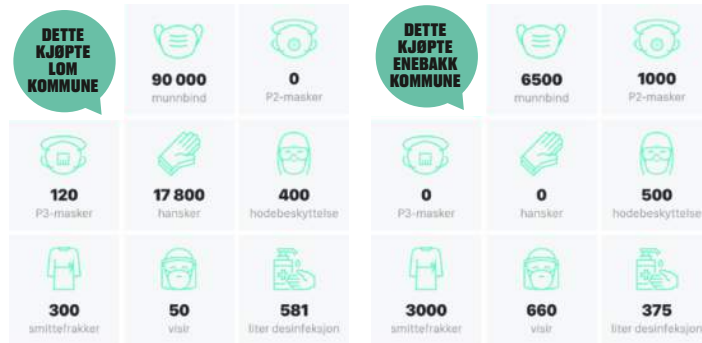 DETTE
KJØPTE
LOM
KOMMUNE
90 000
munnbind
0
P2-masker
120
P3-masker
17 800
hansker
400
hodebeskyttelse
300
smittefrakker
50
visir
581
liter desinfeksjon
DETTE
KJØPTE
ENEBAKK
KOMMUNE
6500
munnbind
1000
P2-masker
0
P3-masker
0
hansker
500
hodebeskyttelse
3000
smittefrakker
660
visir
375
liter desinfeksjon